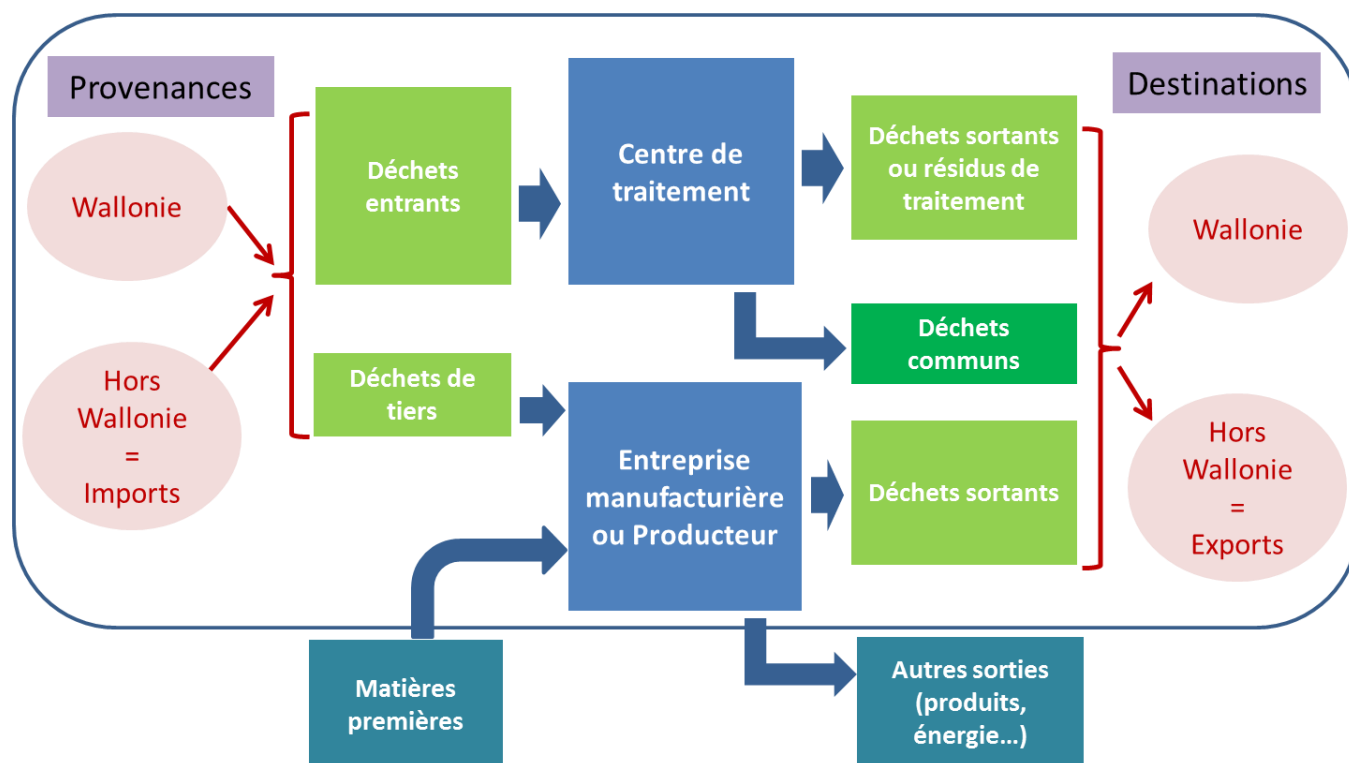 Provenances
Wallonie
Hors
Wallonie
=
Imports
Déchets
entrants
Déchets de
tiers
Centre de
traitement
Entreprise
manufacturière
ou Producteur
Déchets sortants
ou résidus de
traitement
Déchets
communs
Déchets sortants
Destinations
Wallonie
Hors
Wallonie
=
Exports
Matières
premières
Autres sorties
(produits,
énergie…)